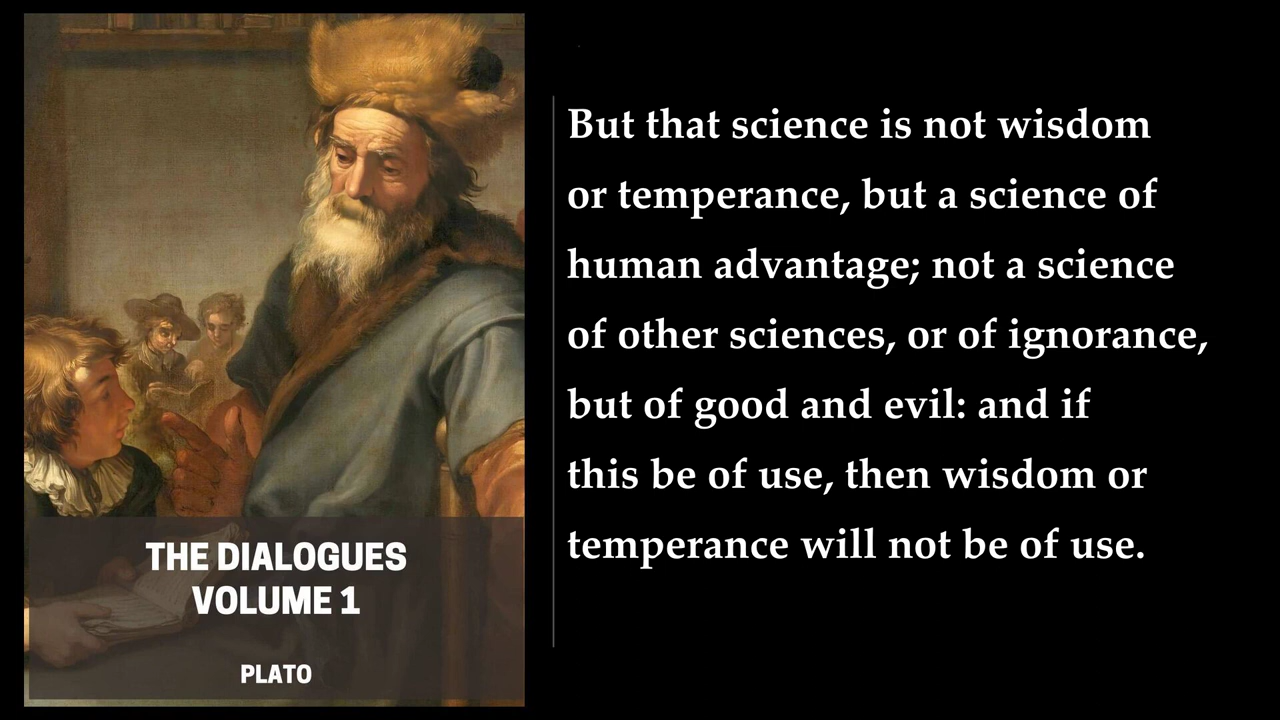 THE DIALOGUES
VOLUME 1
PLATO
But that science is not wisdom
or temperance, but a science of
human advantage; not a science
of other sciences, or of ignorance,
but of good and evil: and if
this be of use, then wisdom or
temperance will not be of use.